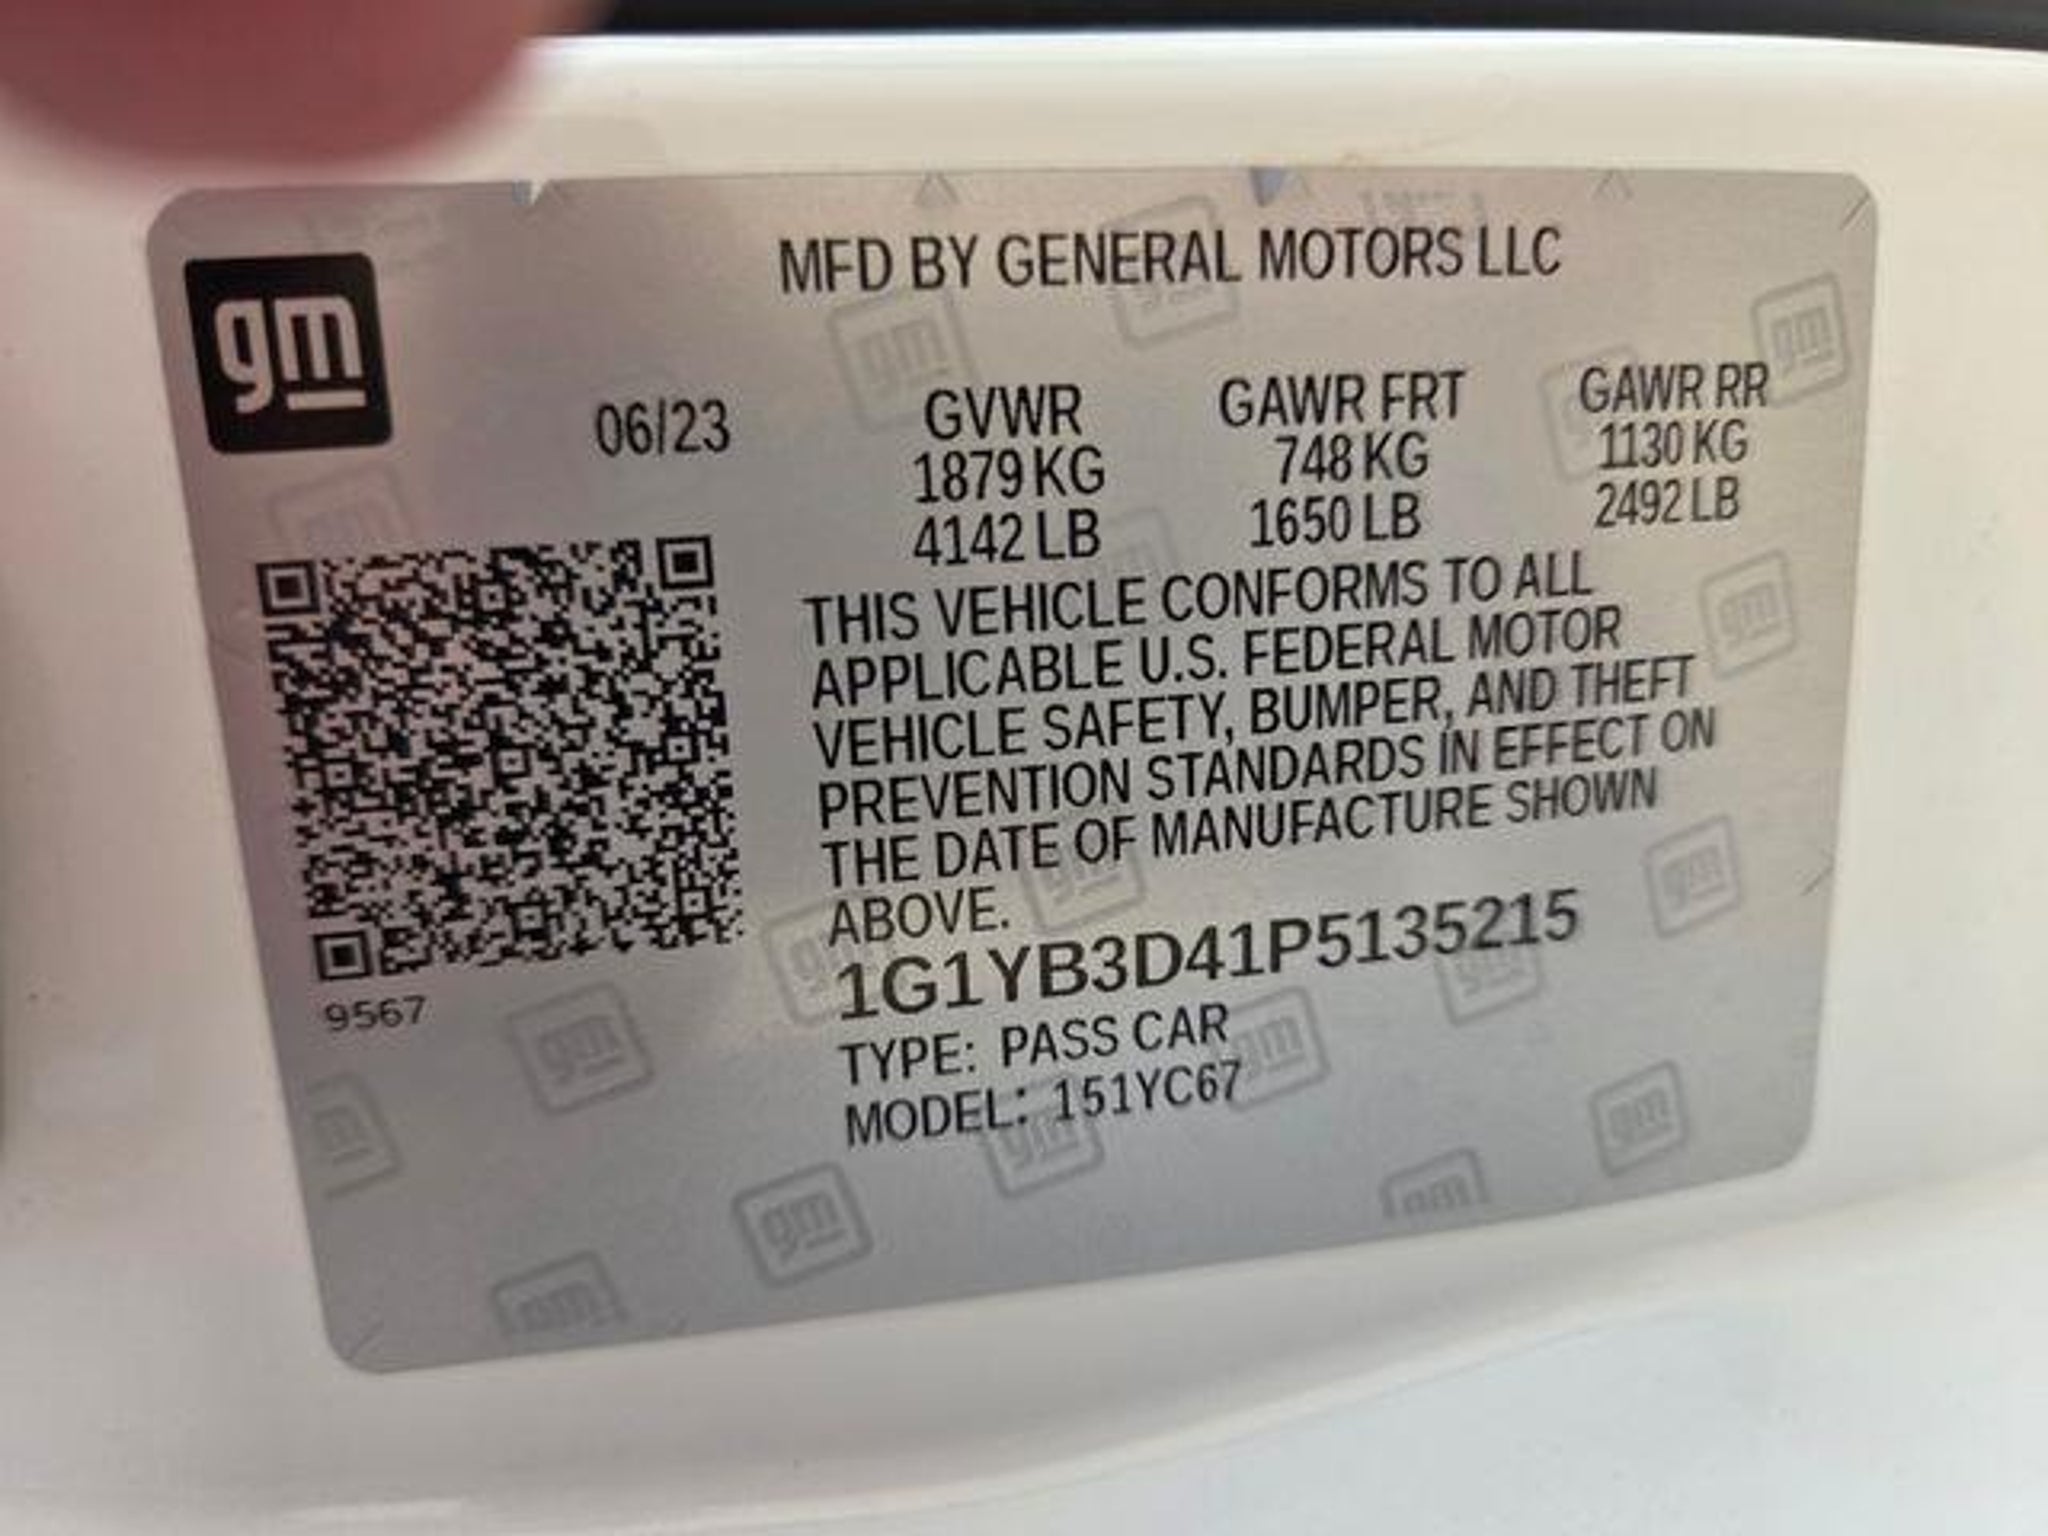 MFD BY GENERAL MOTORS LLC
gm
06/23
GVWR GAWR FRT GAWR RR
1879 KG 748 KG 1130 KG
4142 LB 1650 LB 2492 LB
THIS VEHICLE CONFORMS TO ALL
APPLICABLE U.S. FEDERAL MOTOR
VEHICLE SAFETY, BUMPER, AND THEFT
PREVENTION STANDARDS IN EFFECT ON
THE DATE OF MANUFACTURE SHOWN
ABOVE.
1G1YB3D41P5135215
9567
TYPE: PASS CAR
MODEL: 151YC67